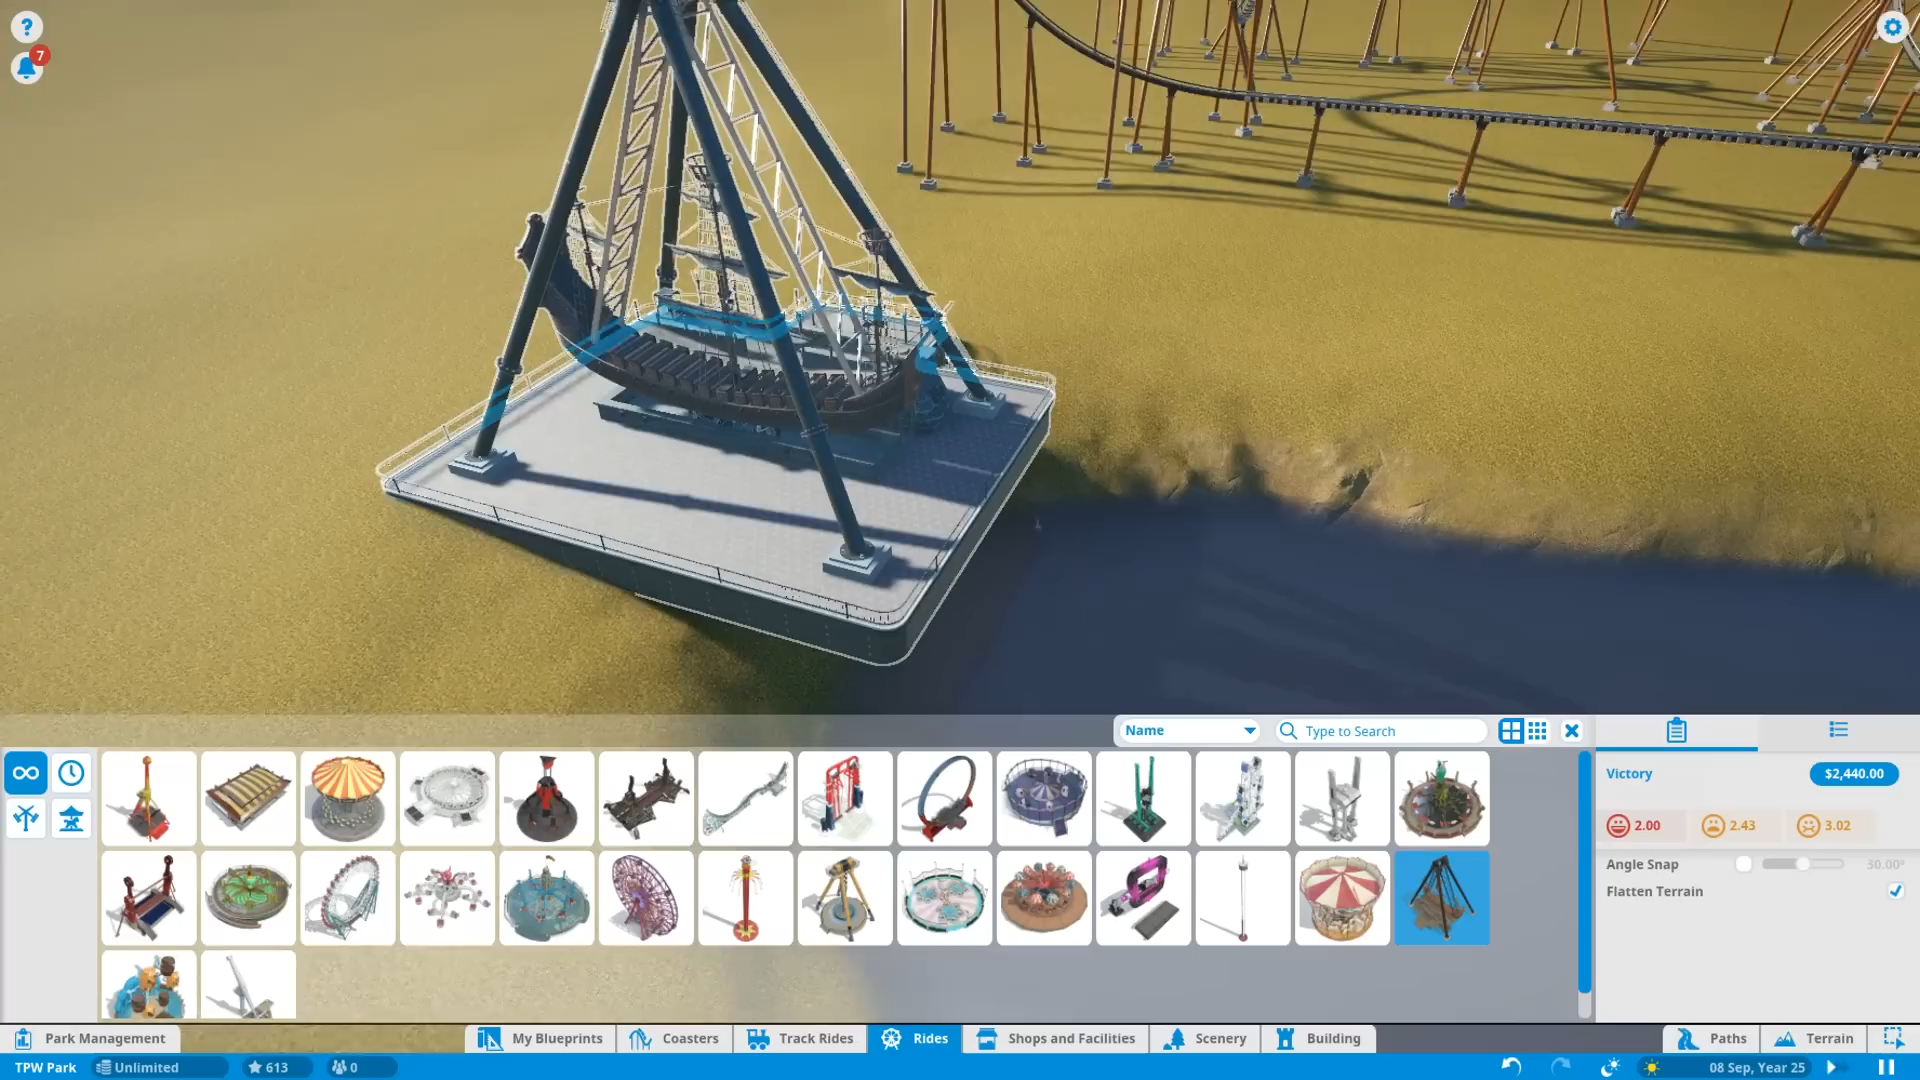 ?
7
Name
Type to Search
Victory
$2,440.00
2.00
2.43
3.02
Angle Snap
30.00°
Flatten Terrain
Park Management
My Blueprints
Coasters
Track Rides
Rides
Shops and Facilities
Scenery
Building
Paths
Terrain
TPW Park
Unlimited
613
0
08 Sep, Year 25